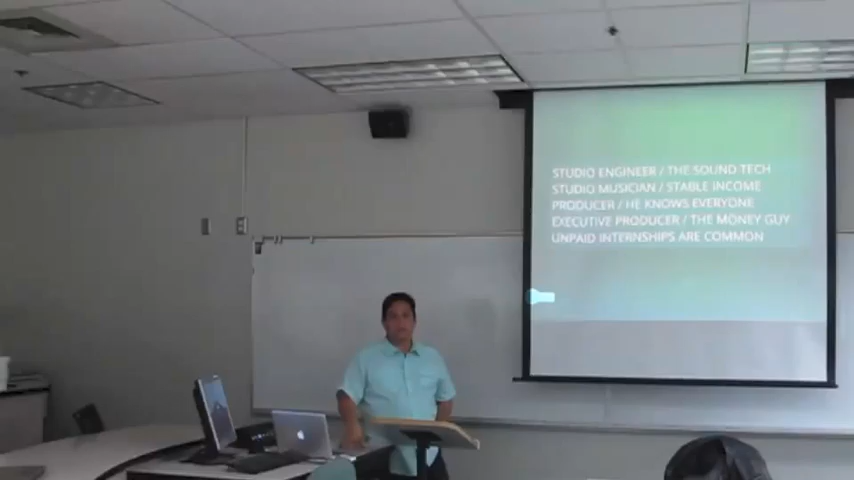 STUDIO ENGINEER / THE SOUND TECH
STUDIO MUSICIAN / STABLE INCOME
PRODUCER / HE KNOWS EVERYONE
EXECUTIVE PRODUCER / THE MONEY GUY
UNPAID INTERNSHIPS ARE COMMON